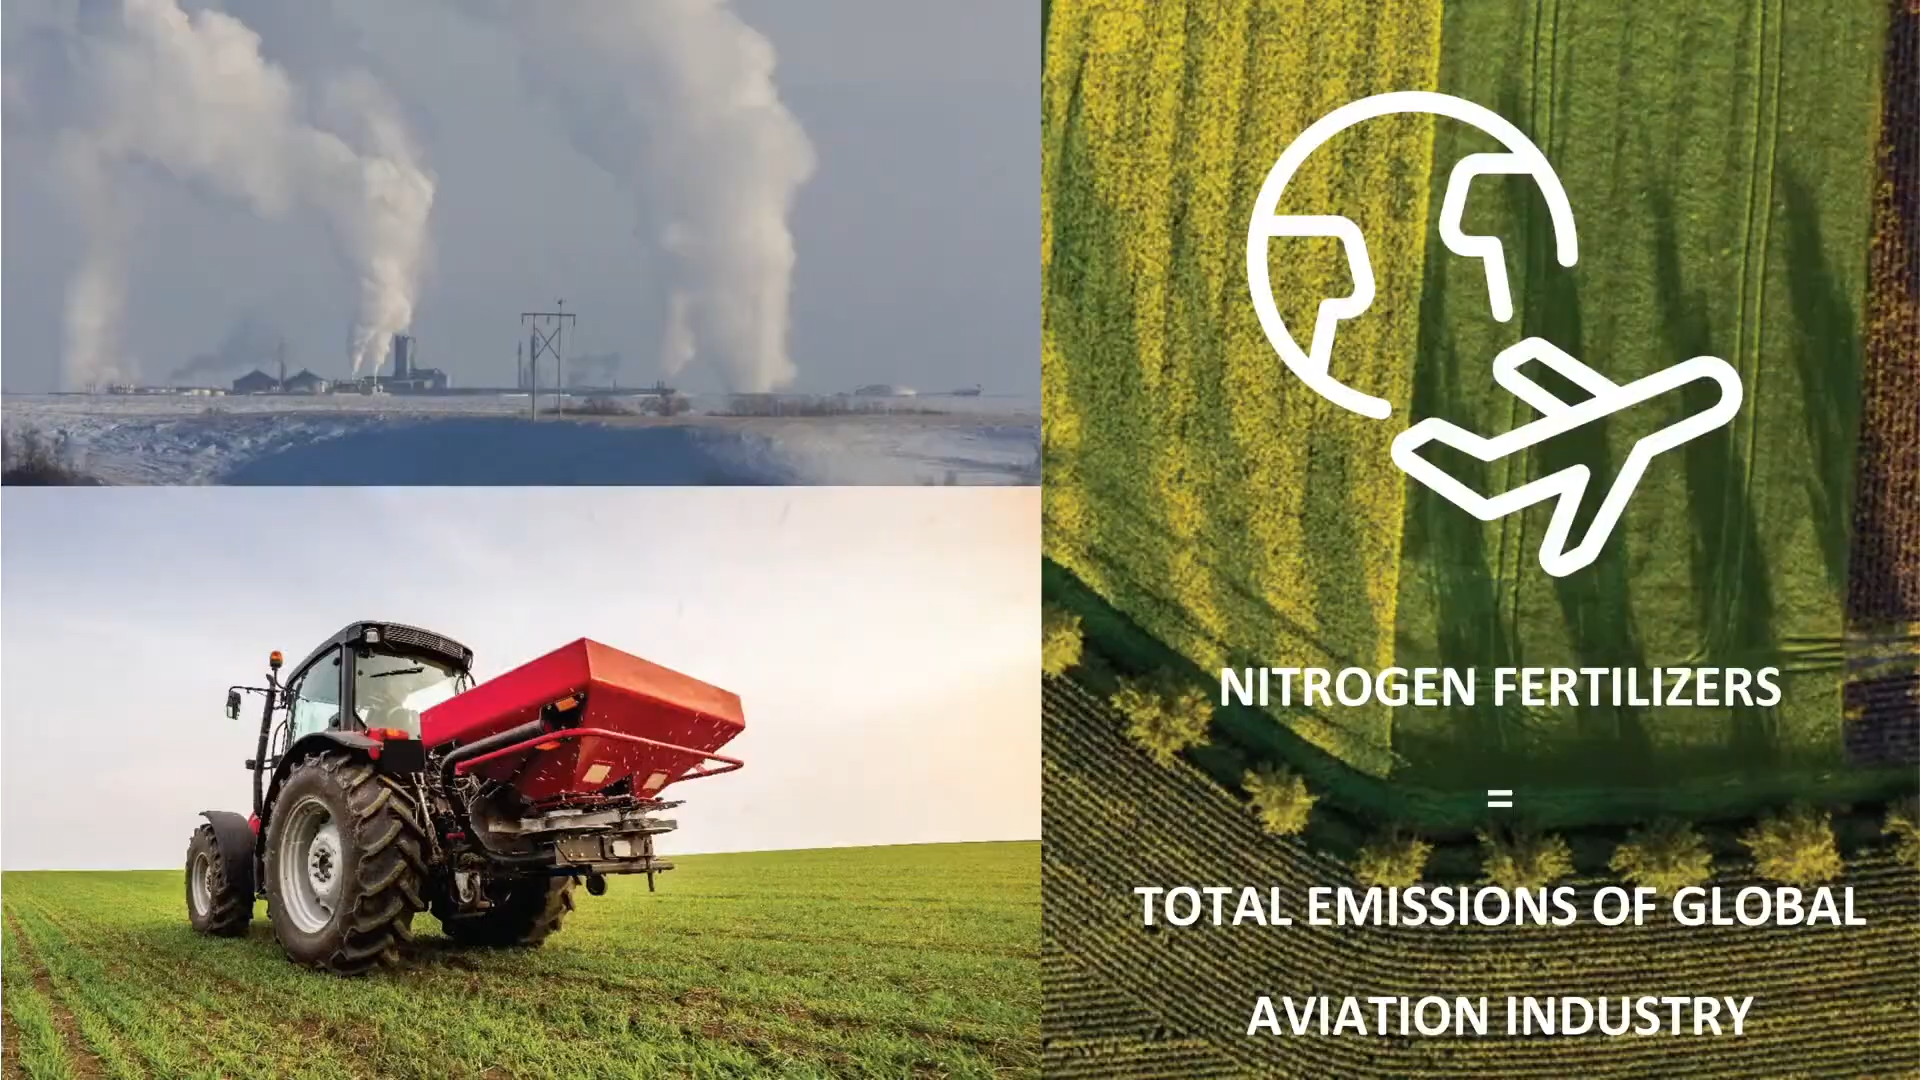 NITROGEN FERTILIZERS
=
TOTAL EMISSIONS OF GLOBAL
AVIATION INDUSTRY